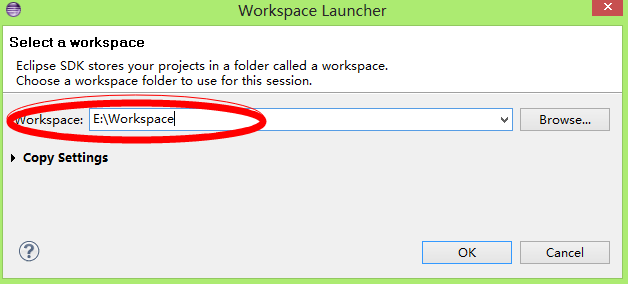 Workspace Launcher
Select a workspace
Eclipse SDK stores your projects in a folder called a workspace.
Choose a workspace folder to use for this session.
Workspace: E:\Workspace Browse...
Copy Settings
? OK Cancel